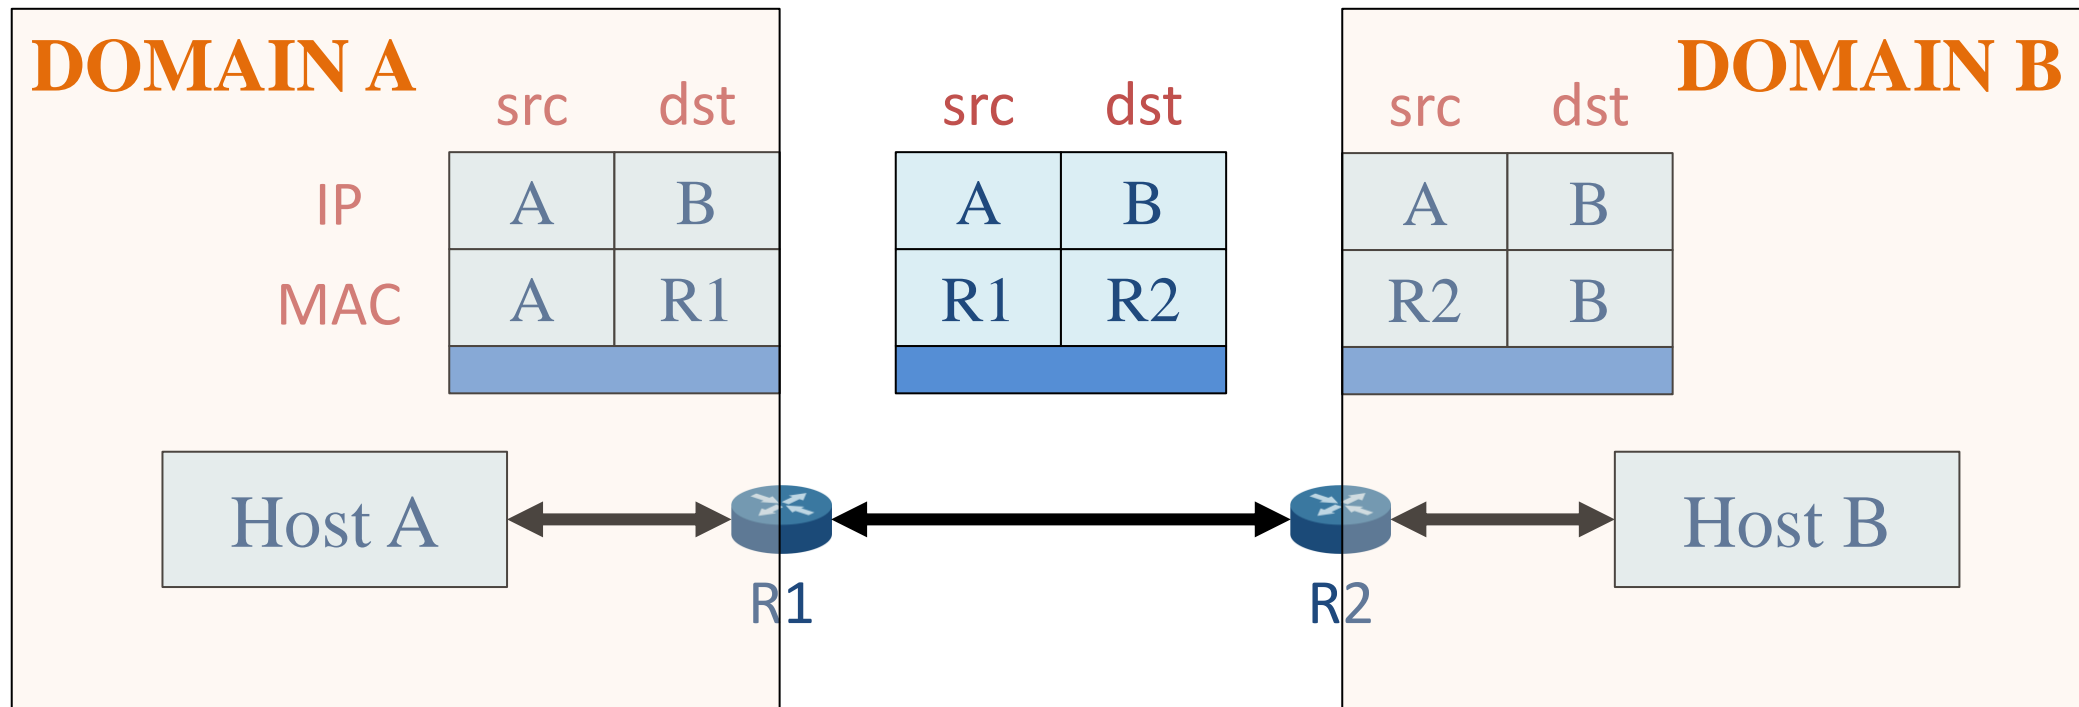 DOMAIN A
DOMAIN B
src dst src dst src dst
IP A B A B A B
MAC A R1 R1 R2 R2 B
Host A
Host B
R1
R2